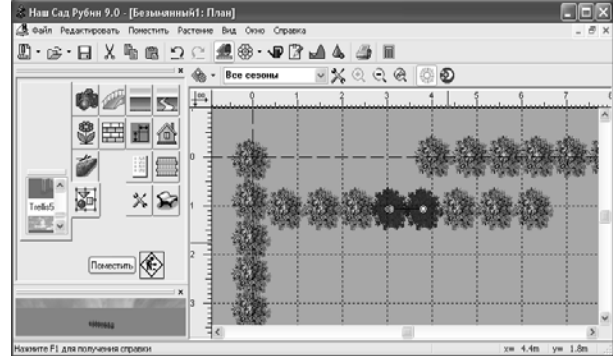 Наш Сад Рубин 9.0 - [Безымянный1: План]
Файл Редактировать Поместить Растение Вид Окно Справка
Все сезоны
0 1 2 3 4 5 6 7
0
1
2
3
Trellis5
Поместить
Нажмите F1 для получения справки
xw 4.4m yw 1.8m